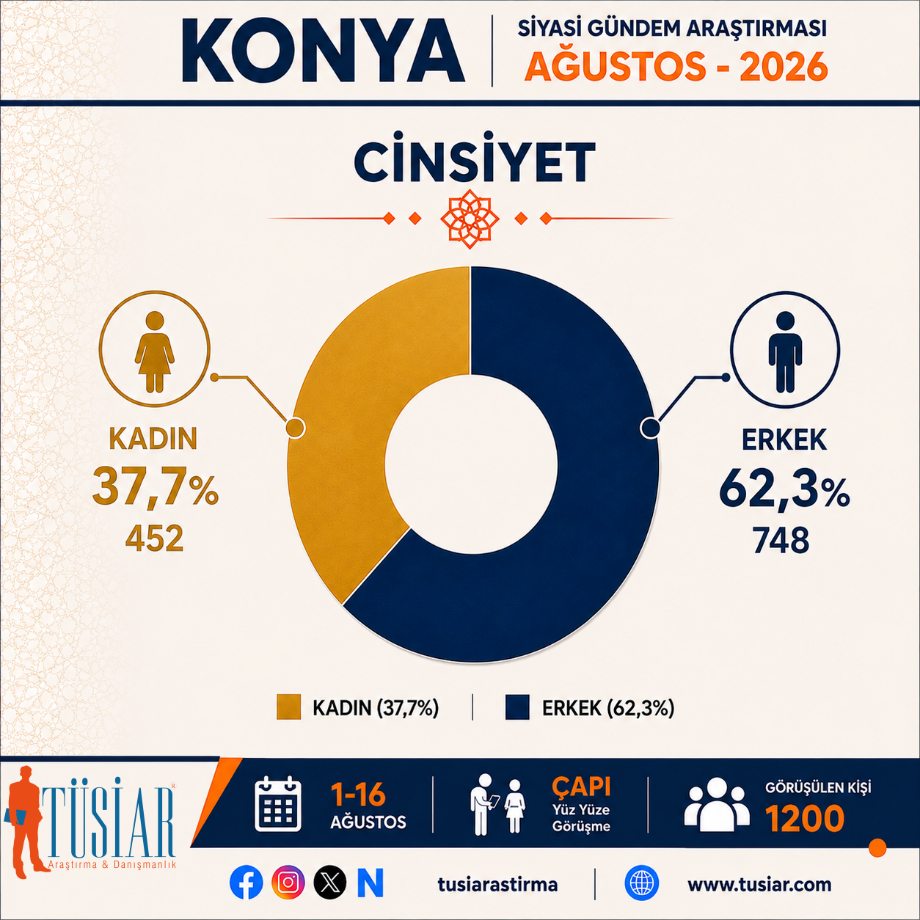 KONYA
SİYASİ GÜNDEM ARAŞTIRMASI
AĞUSTOS - 2026
CİNSİYET
KADIN
37,7%
452
ERKEK
62,3%
748
KADIN (37,7%)
ERKEK (62,3%)
TÜSİAR
Araştırma & Danışmanlık
1-16
AĞUSTOS
ÇAPI
Yüz Yüze
Görüşme
GÖRÜŞÜLEN KİŞİ
1200
tusiarastirma
www.tusiar.com